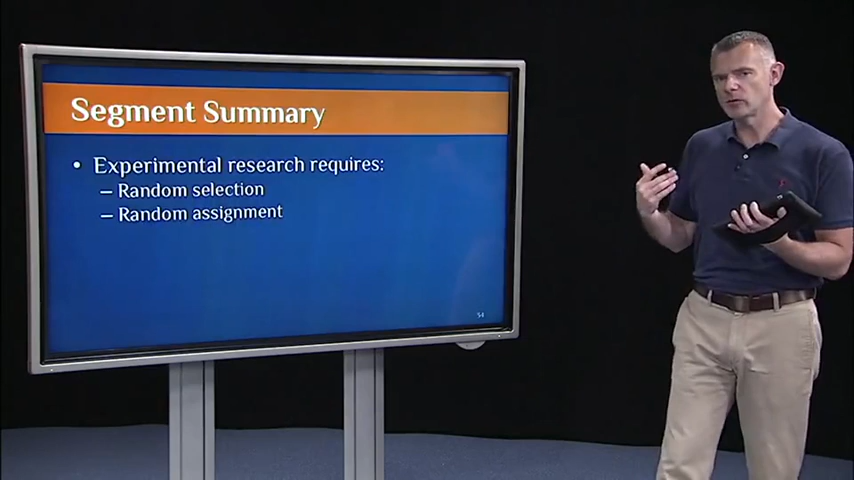 Segment Summary
• Experimental research requires:
– Random selection
– Random assignment
54